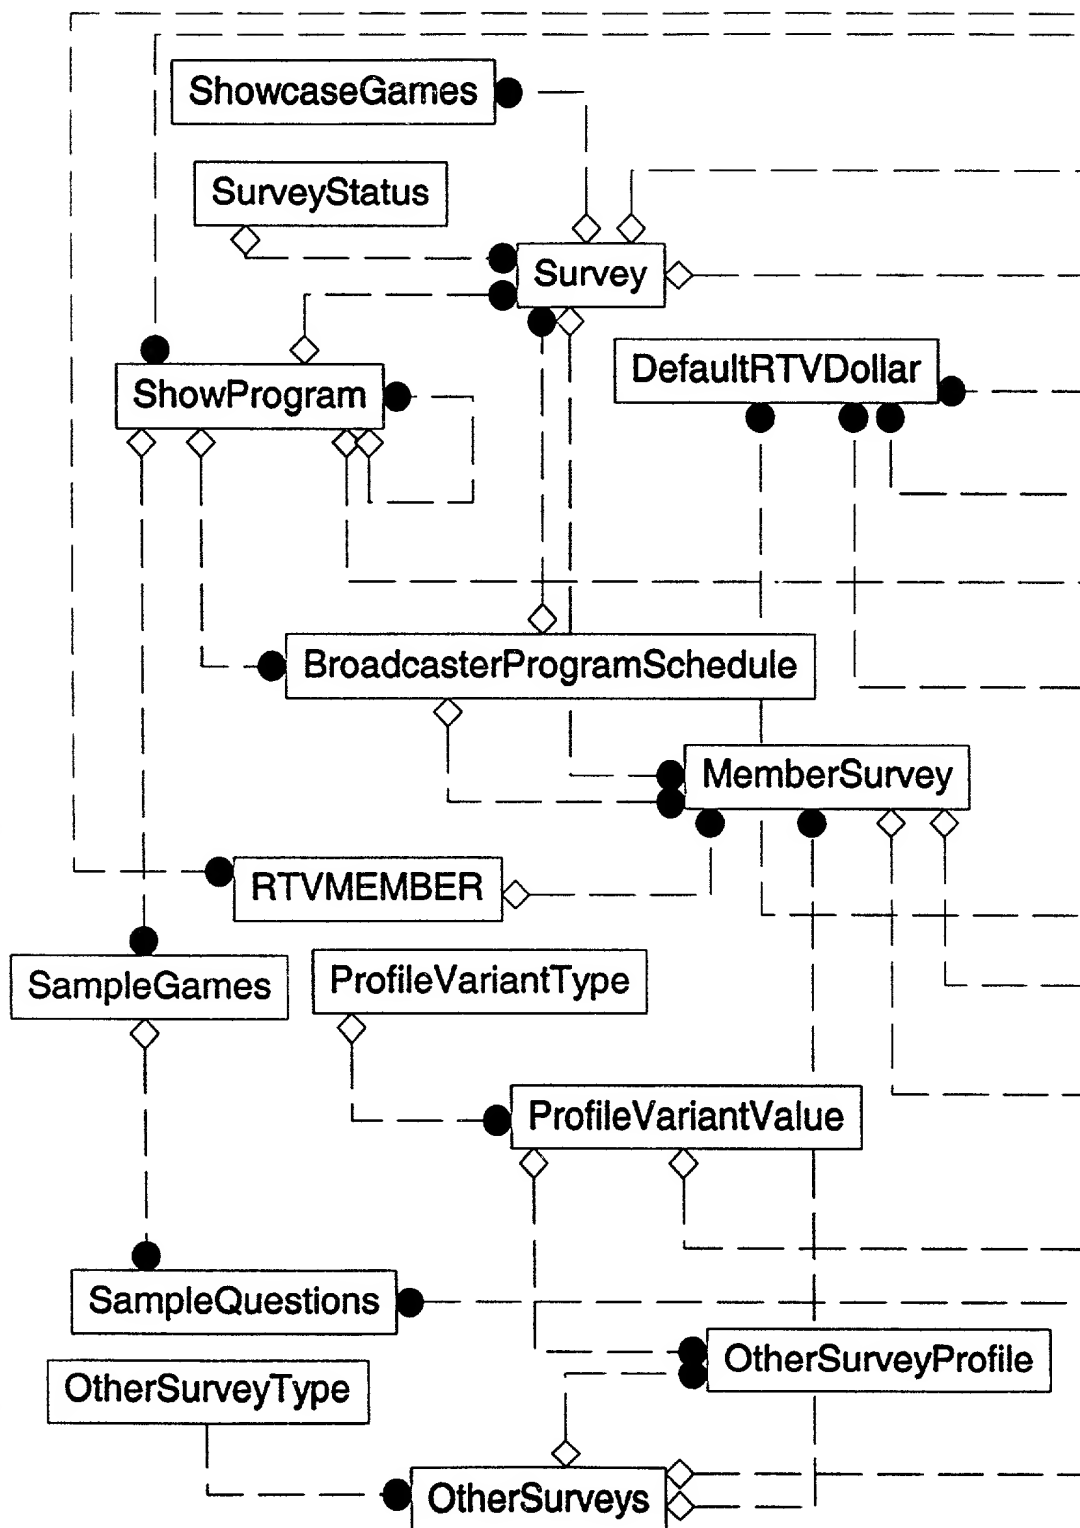 ShowcaseGames
SurveyStatus
Survey
DefaultRTVDollar
ShowProgram
BroadcasterProgramSchedule
MemberSurvey
RTVMEMBER
SampleGames
ProfileVariantType
ProfileVariantValue
SampleQuestions
OtherSurveyProfile
OtherSurveyType
OtherSurveys